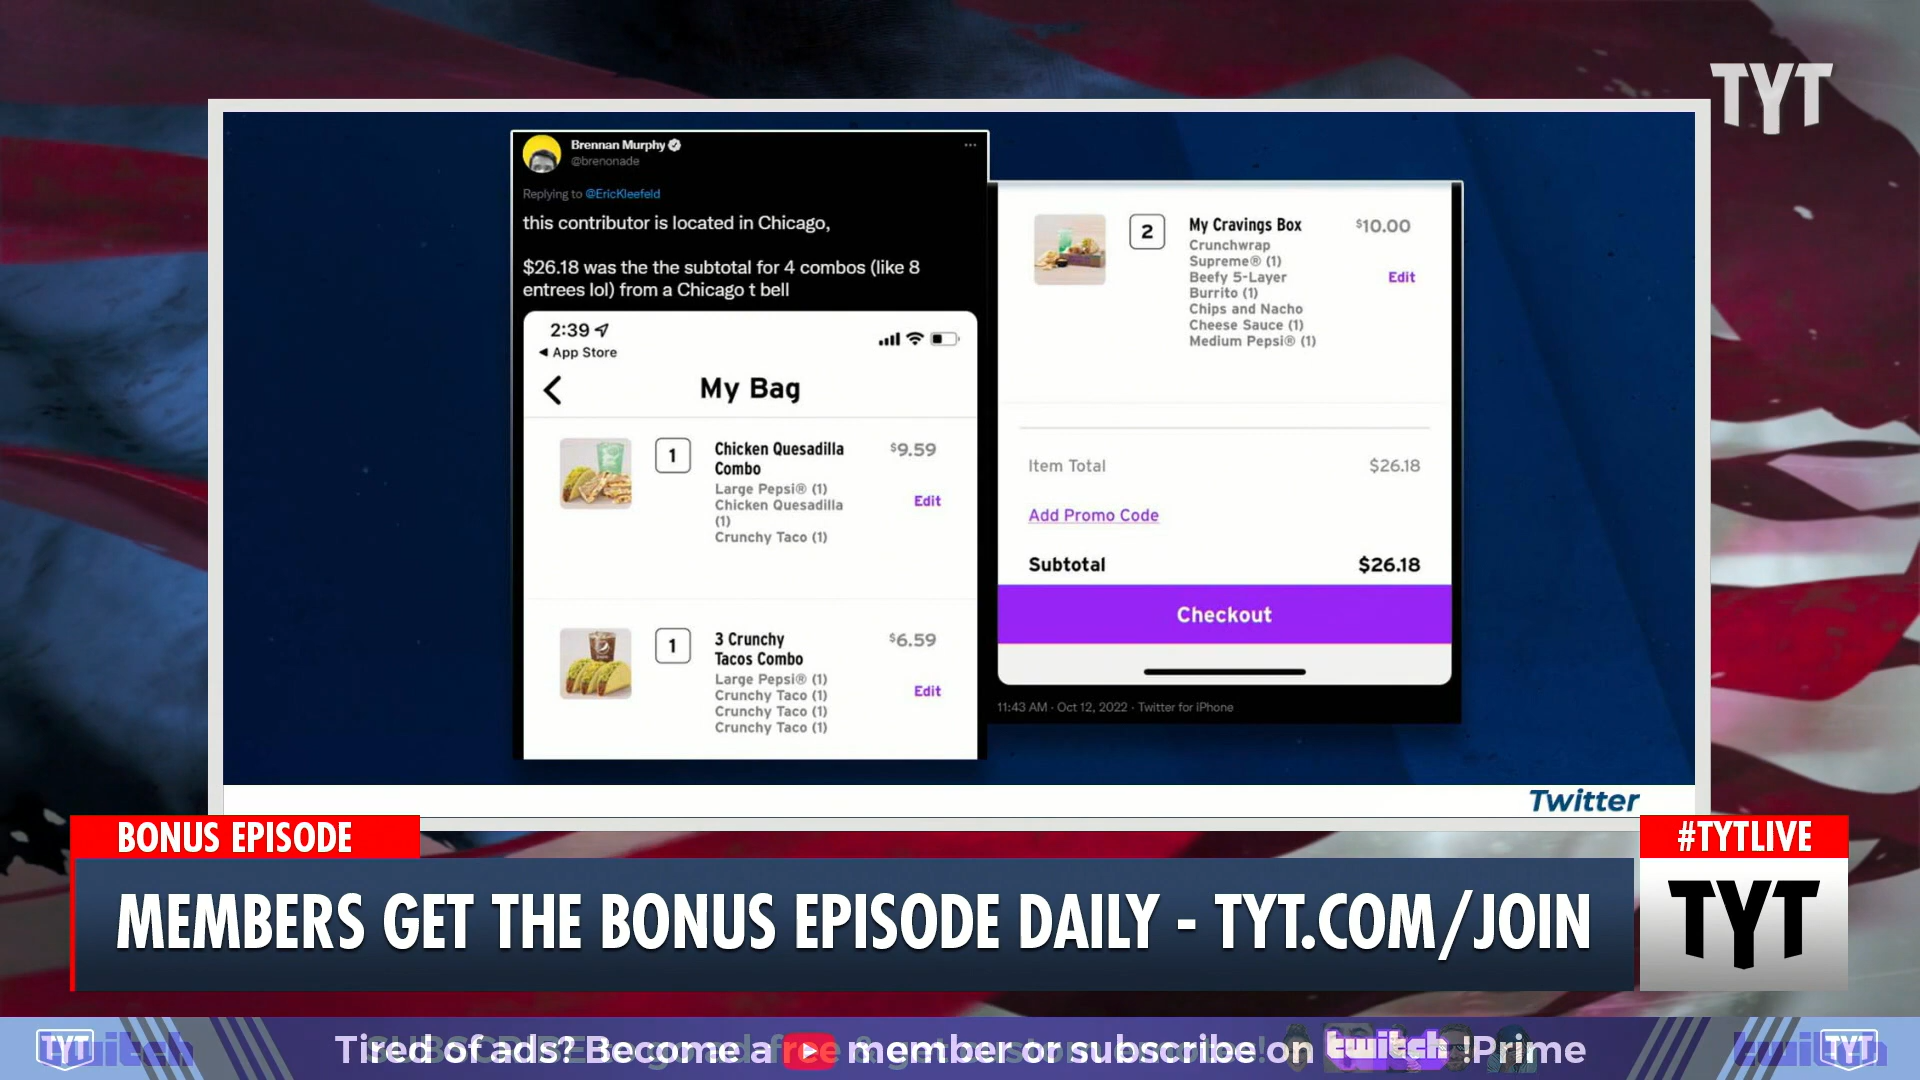 TYT
Brennan Murphy
@brenonade
Replying to @EricKleefeld
this contributor is located in Chicago,
$26.18 was the the subtotal for 4 combos (like 8
entrees lol) from a Chicago t bell
2:39
App Store
My Bag
1
Chicken Quesadilla
Combo
$9.59
Large Pepsi® (1)
Chicken Quesadilla
(1)
Crunchy Taco (1)
Edit
1
3 Crunchy
Tacos Combo
$6.59
Large Pepsi® (1)
Crunchy Taco (1)
Crunchy Taco (1)
Crunchy Taco (1)
Edit
2
My Cravings Box
$10.00
Crunchwrap
Supreme® (1)
Beefy 5-Layer
Burrito (1)
Chips and Nacho
Cheese Sauce (1)
Medium Pepsi® (1)
Edit
Item Total $26.18
Add Promo Code
Subtotal $26.18
Checkout
11:43 AM · Oct 12, 2022 · Twitter for iPhone
Twitter
BONUS EPISODE
MEMBERS GET THE BONUS EPISODE DAILY - TYT.COM/JOIN
#TYTLIVE
TYT
TYT twitch
Tired of ads? Become a member or subscribe on twitch !Prime
twitch TYT